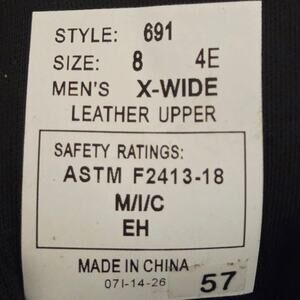 STYLE: 691
SIZE: 8 4E
MEN'S X-WIDE
LEATHER UPPER
SAFETY RATINGS:
ASTM F2413-18
M/I/C
EH
MADE IN CHINA
07I-14-26 57